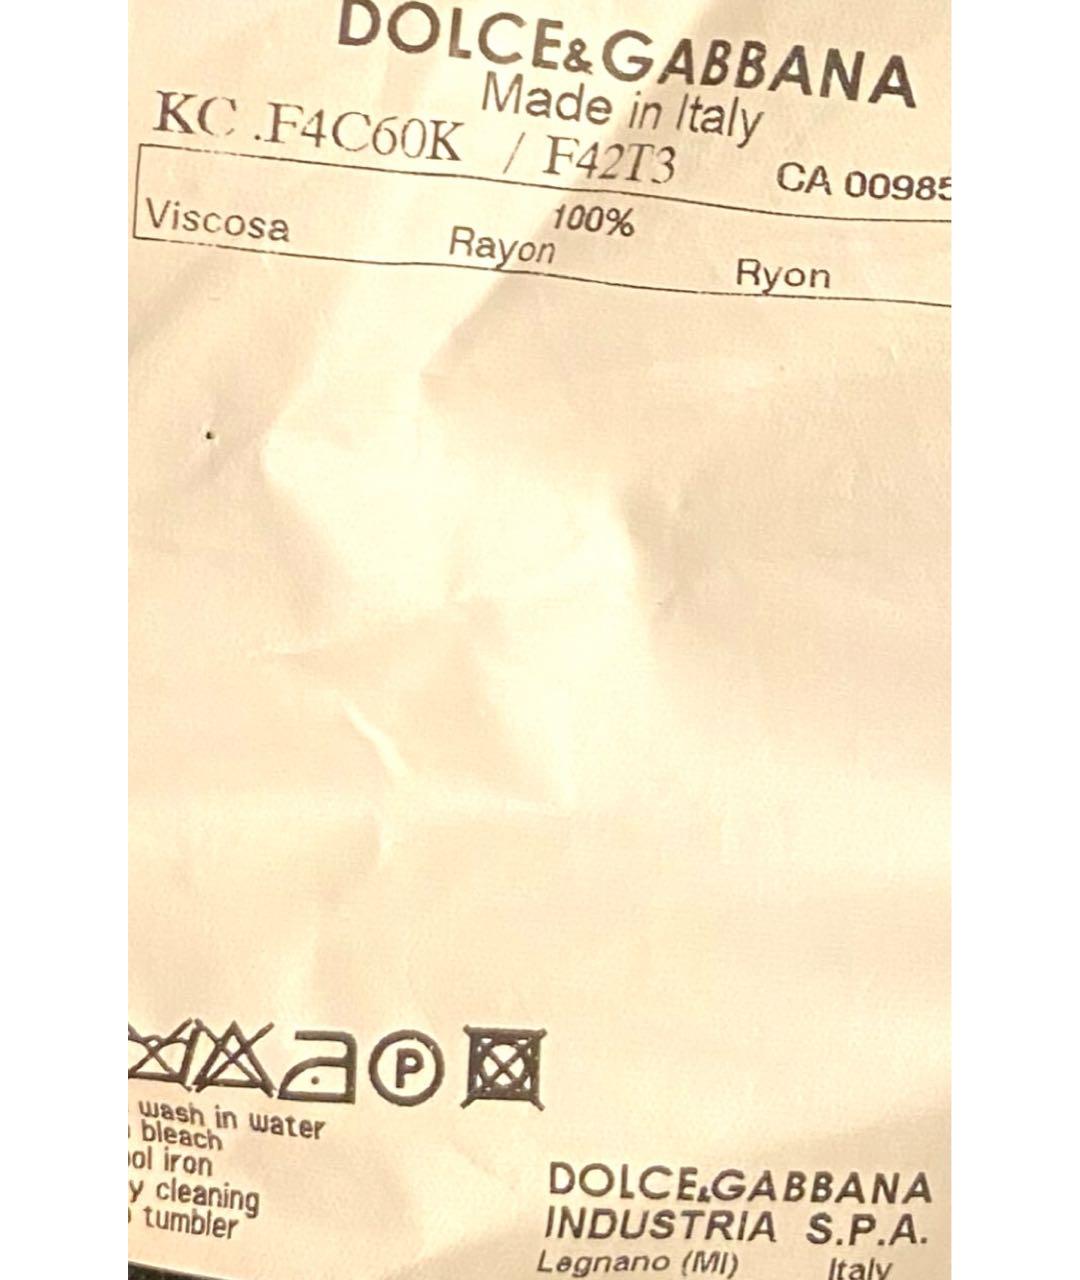 DOLCE&GABBANA
Made in Italy
KC .F4C60K / F42T3 CA 00985
100%
Viscosa Rayon Ryon
P
wash in water
bleach
ol iron
y cleaning
tumbler
DOLCE&GABBANA
INDUSTRIA S.P.A.
Legnano (MI) Italy